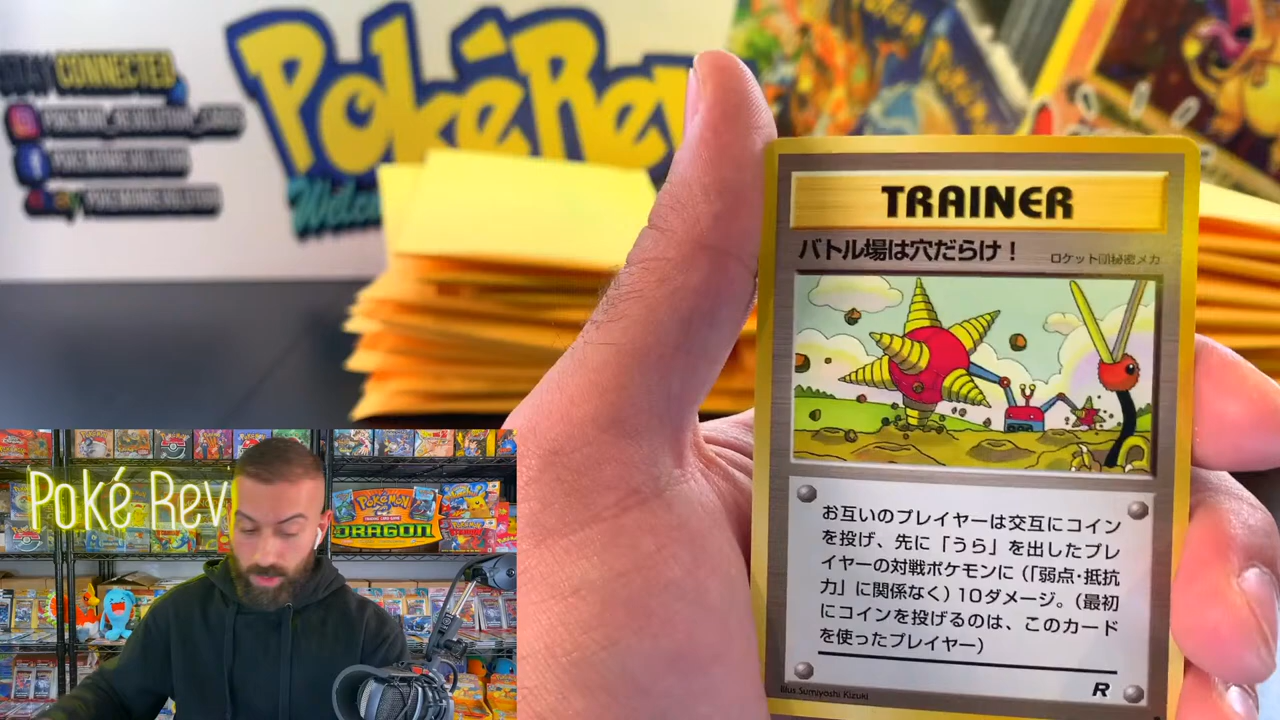 STAY CONNECTED
POKEMON_REVOLUTION_CARDS
POKEMONREVOLUTION
PokéRev
Welc
TRAINER
バトル場は穴だらけ！
ロケット団秘密メカ
お互いのプレイヤーは交互にコイン
を投げ、先に「うら」を出したプレ
イヤーの対戦ポケモンに（「弱点・抵抗
力」に関係なく）10ダメージ。（最初
にコインを投げるのは、このカード
を使ったプレイヤー）
Illus. Sumiyoshi Kizuki
R
Poké Rev
POKÉMON
DRAGON